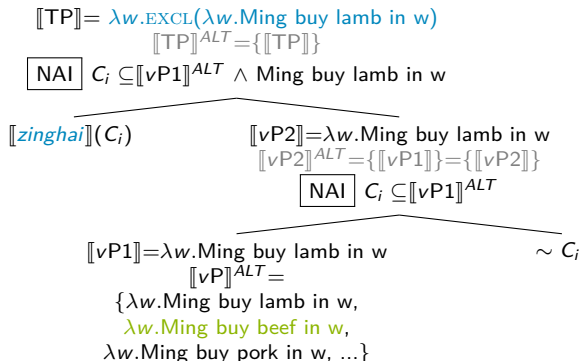 ⟦TP⟧= λw.EXCL(λw.Ming buy lamb in w)
⟦TP⟧^ALT={⟦TP⟧}
NAI C_i ⊆⟦vP1⟧^ALT ∧ Ming buy lamb in w
⟦zinghai⟧(C_i)
⟦vP2⟧=λw.Ming buy lamb in w
⟦vP2⟧^ALT={⟦vP1⟧}={⟦vP2⟧}
NAI C_i ⊆⟦vP1⟧^ALT
⟦vP1⟧=λw.Ming buy lamb in w
⟦vP⟧^ALT=
{λw.Ming buy lamb in w,
λw.Ming buy beef in w,
λw.Ming buy pork in w, ...}
∼ C_i